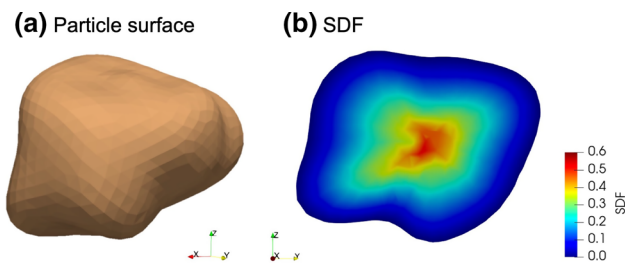 (a) Particle surface
(b) SDF
Z
X
Y
Z
X
Y
0.6
0.5
0.4
0.3
0.2
0.1
0.0
SDF